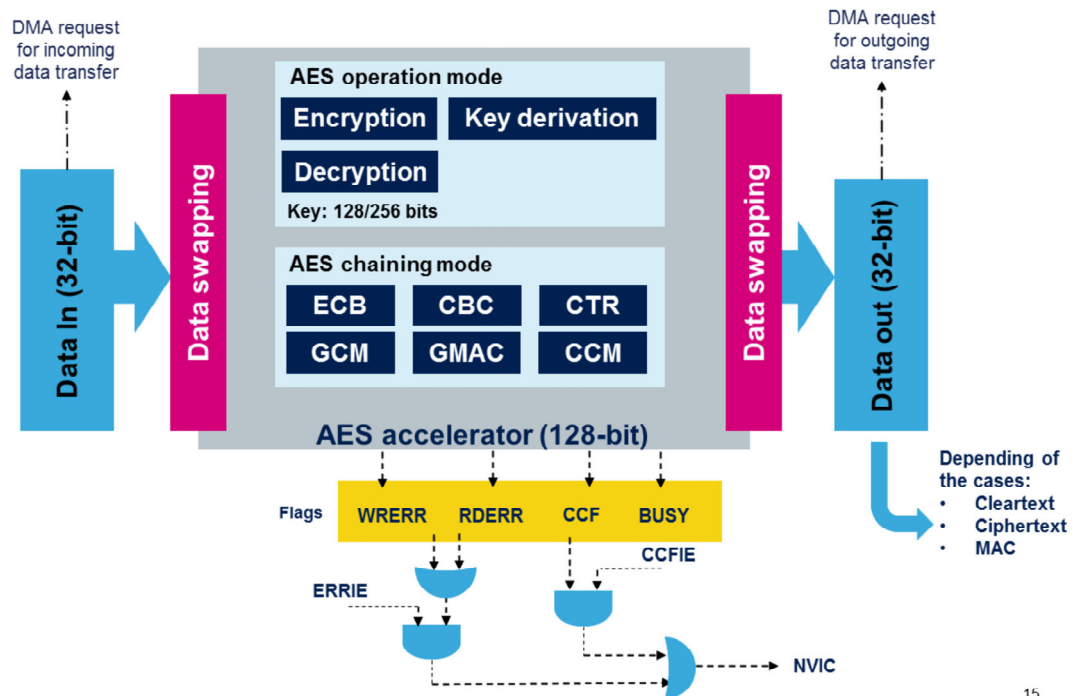 DMA request
for incoming
data transfer
DMA request
for outgoing
data transfer
Data In (32-bit)
Data swapping
AES operation mode
Encryption
Key derivation
Decryption
Key: 128/256 bits
AES chaining mode
ECB
CBC
CTR
GCM
GMAC
CCM
AES accelerator (128-bit)
Data swapping
Data out (32-bit)
Depending of
the cases:
• Cleartext
• Ciphertext
• MAC
Flags
WRERR
RDERR
CCF
BUSY
CCFIE
ERRIE
NVIC
15